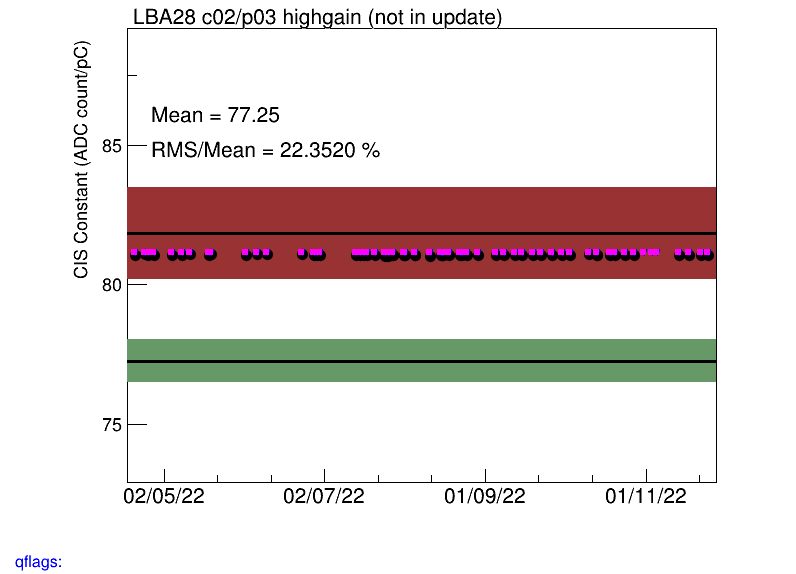 LBA28 c02/p03 highgain (not in update)
CIS Constant (ADC count/pC)
Mean = 77.25
RMS/Mean = 22.3520 %
85
80
75
02/05/22 02/07/22 01/09/22 01/11/22
qflags: